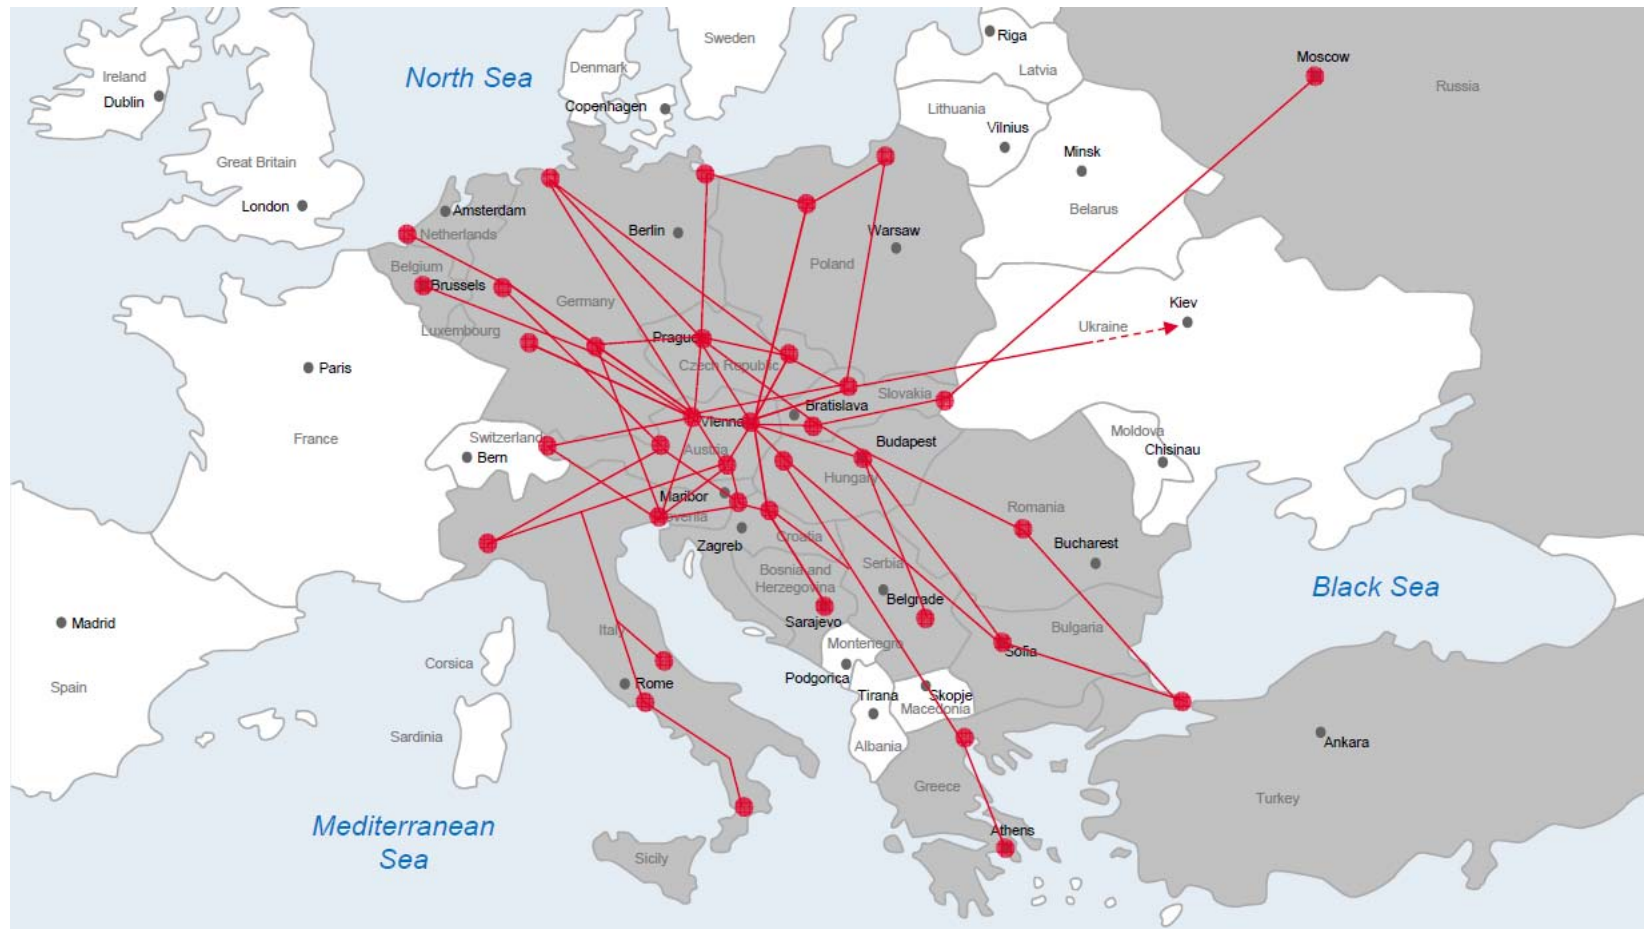 Sweden
Riga
Moscow
Ireland
Dublin
North Sea
Denmark
Latvia
Russia
Copenhagen
Lithuania
Vilnius
Great Britain
Minsk
London
Amsterdam
Netherlands
Berlin
Warsaw
Belarus
Belgium
Brussels
Poland
Germany
Kiev
Luxembourg
Prague
Ukraine
Paris
Czech Republic
Slovakia
Bratislava
Vienna
France
Switzerland
Bern
Austria
Budapest
Hungary
Moldova
Chisinau
Maribor
Slovenia
Zagreb
Croatia
Romania
Bucharest
Bosnia and
Herzegovina
Serbia
Belgrade
Black Sea
Madrid
Sarajevo
Italy
Montenegro
Bulgaria
Sofia
Corsica
Spain
Rome
Podgorica
Tirana
Skopje
Macedonia
Sardinia
Albania
Ankara
Greece
Turkey
Mediterranean
Sea
Athens
Sicily